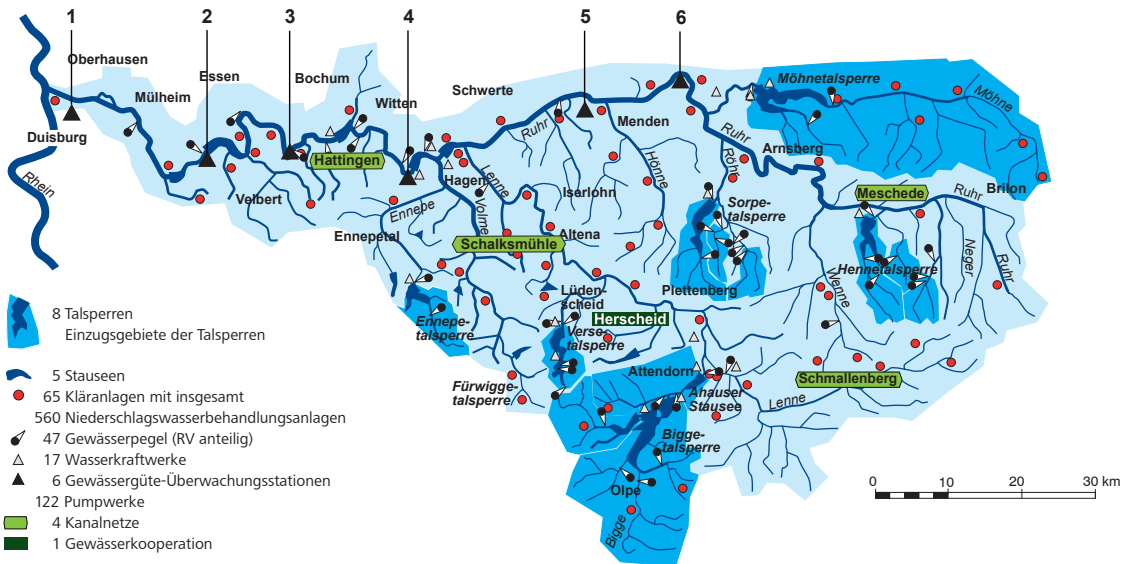 1
2
3
4
5
6
Oberhausen
Mülheim
Essen
Bochum
Witten
Schwerte
Duisburg
Rhein
Velbert
Hattingen
Hagen
Ruhr
Menden
Ruhr
Möhnetalsperre
Möhne
Arnsberg
Röhr
Hönne
Iserlohn
Lenne
Volme
Ennepe
Ennepetal
Schalksmühle
Altena
Sorpe-
talsperre
Meschede
Ruhr
Brilon
Hennetalsperre
Neger
Ruhr
Wenne
Plettenberg
Lüden-
scheid
Herscheid
Ennepe-
talsperre
Verse-
talsperre
Fürwigge-
talsperre
Attendorn
Ahauser
Stausee
Schmallenberg
Lenne
Bigge-
talsperre
Olpe
Bigge
8 Talsperren
Einzugsgebiete der Talsperren
5 Stauseen
65 Kläranlagen mit insgesamt
560 Niederschlagswasserbehandlungsanlagen
47 Gewässerpegel (RV anteilig)
17 Wasserkraftwerke
6 Gewässergüte-Überwachungsstationen
122 Pumpwerke
4 Kanalnetze
1 Gewässerkooperation
0 10 20 30 km